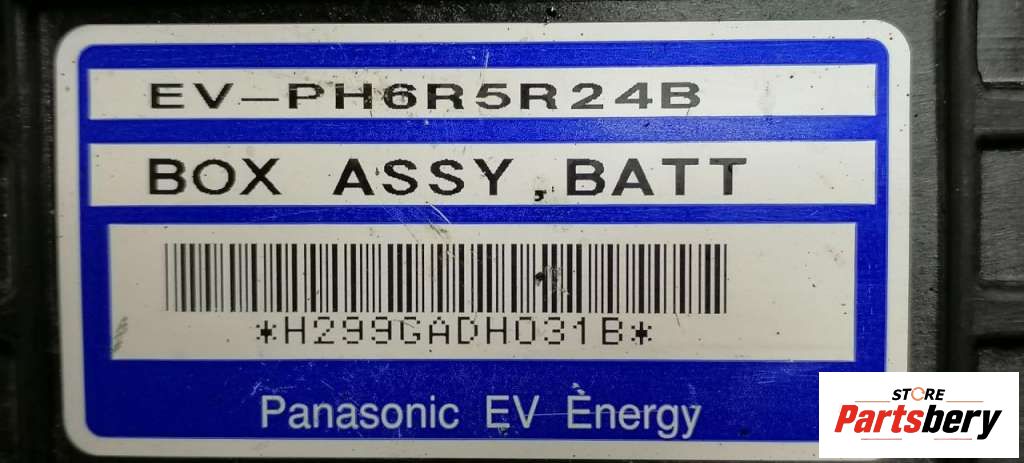 EV-PH6R5R24B
BOX ASSY,BATT
*H299GADH031B*
Panasonic EV Energy
STORE
Partsbery